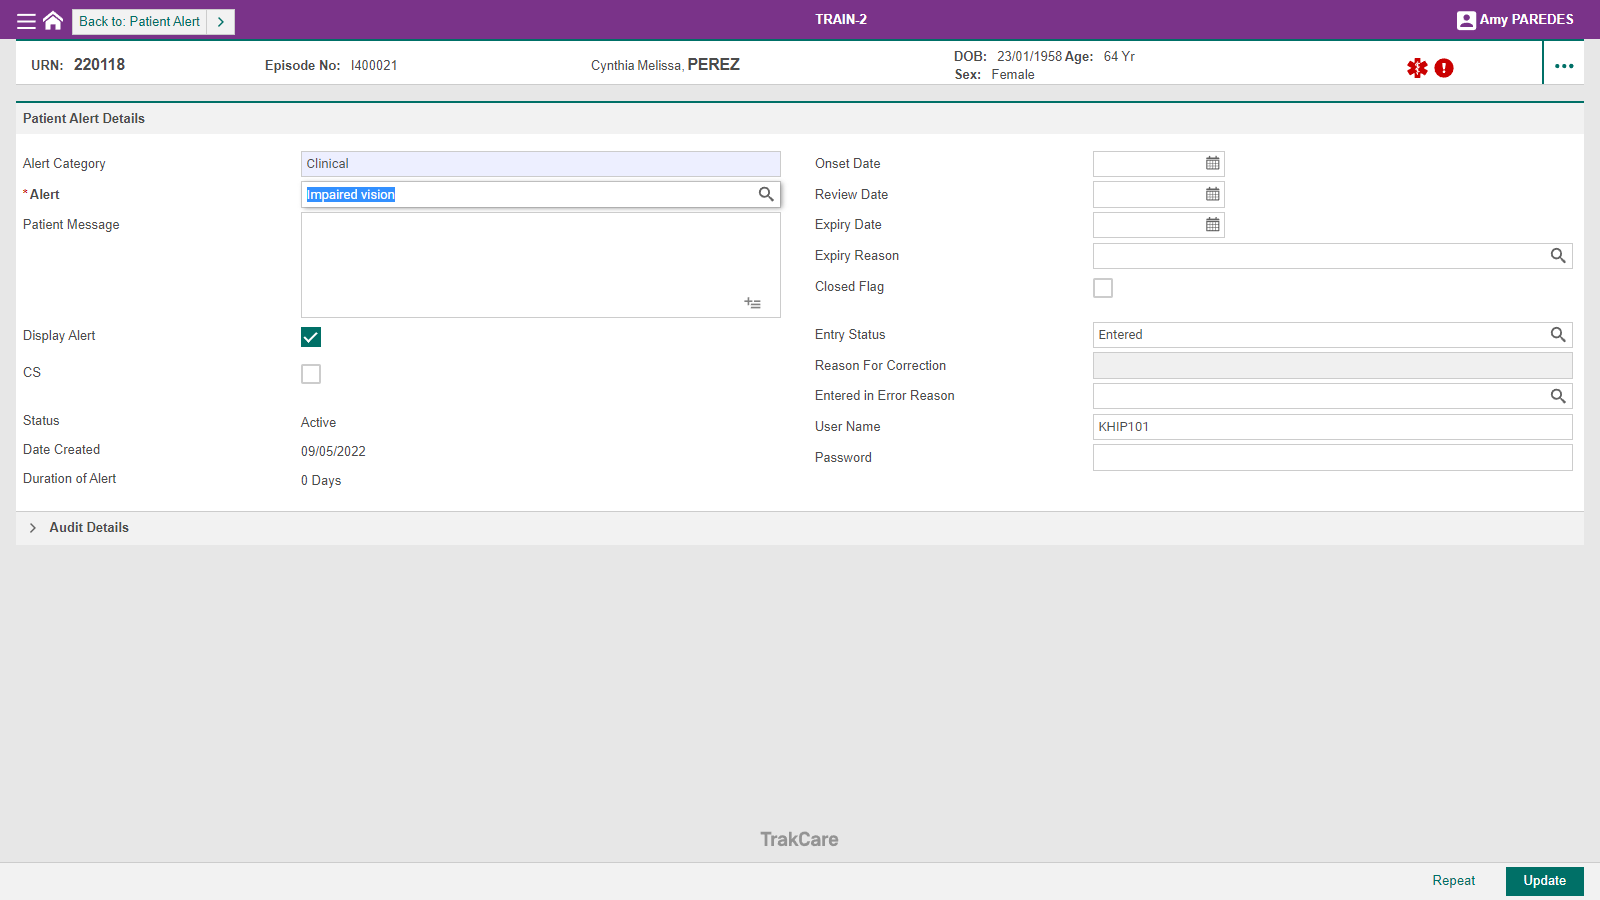 Back to: Patient Alert
TRAIN-2
Amy PAREDES
URN: 220118
Episode No: I400021
Cynthia Melissa, PEREZ
DOB: 23/01/1958 Age: 64 Yr
Sex: Female
Patient Alert Details
Alert Category
Clinical
*Alert
Impaired vision
Patient Message
Display Alert
CS
Status
Active
Date Created
09/05/2022
Duration of Alert
0 Days
Onset Date
Review Date
Expiry Date
Expiry Reason
Closed Flag
Entry Status
Entered
Reason For Correction
Entered in Error Reason
User Name
KHIP101
Password
Audit Details
TrakCare
Repeat
Update